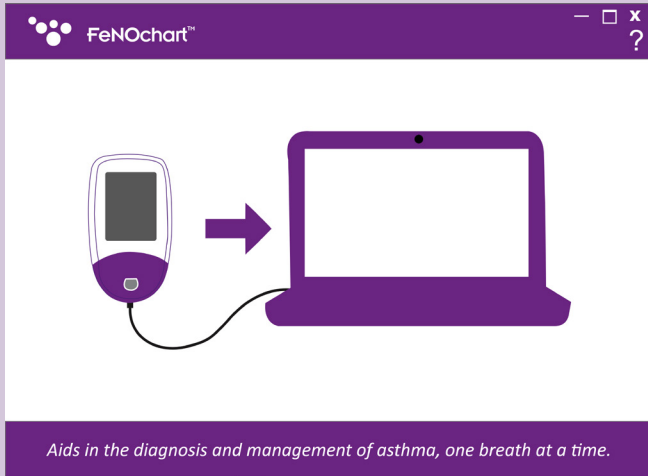 FeNOchart™
?
Aids in the diagnosis and management of asthma, one breath at a time.